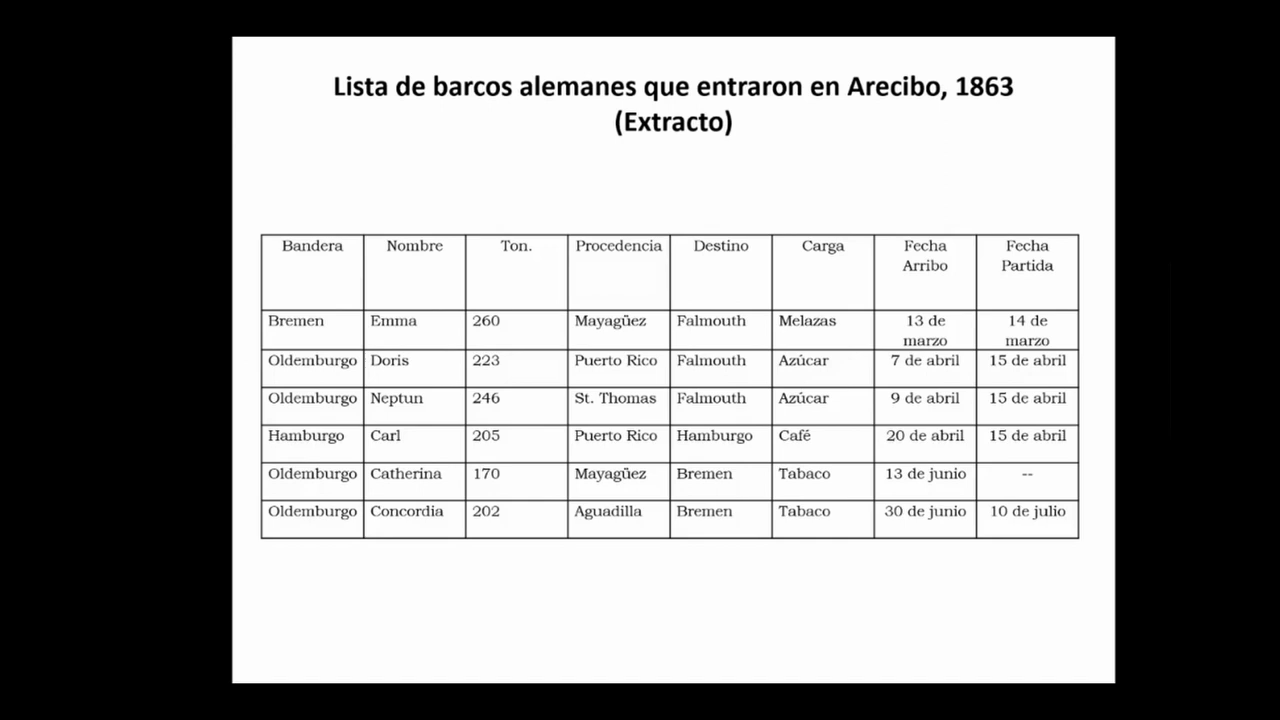 Lista de barcos alemanes que entraron en Arecibo, 1863
(Extracto)
Bandera Nombre Ton. Procedencia Destino Carga Fecha Fecha
Arribo Partida
Bremen Emma 260 Mayagüez Falmouth Melazas 13 de 14 de
marzo marzo
Oldemburgo Doris 223 Puerto Rico Falmouth Azúcar 7 de abril 15 de abril
Oldemburgo Neptun 246 St. Thomas Falmouth Azúcar 9 de abril 15 de abril
Hamburgo Carl 205 Puerto Rico Hamburgo Café 20 de abril 15 de abril
Oldemburgo Catherina 170 Mayagüez Bremen Tabaco 13 de junio --
Oldemburgo Concordia 202 Aguadilla Bremen Tabaco 30 de junio 10 de julio